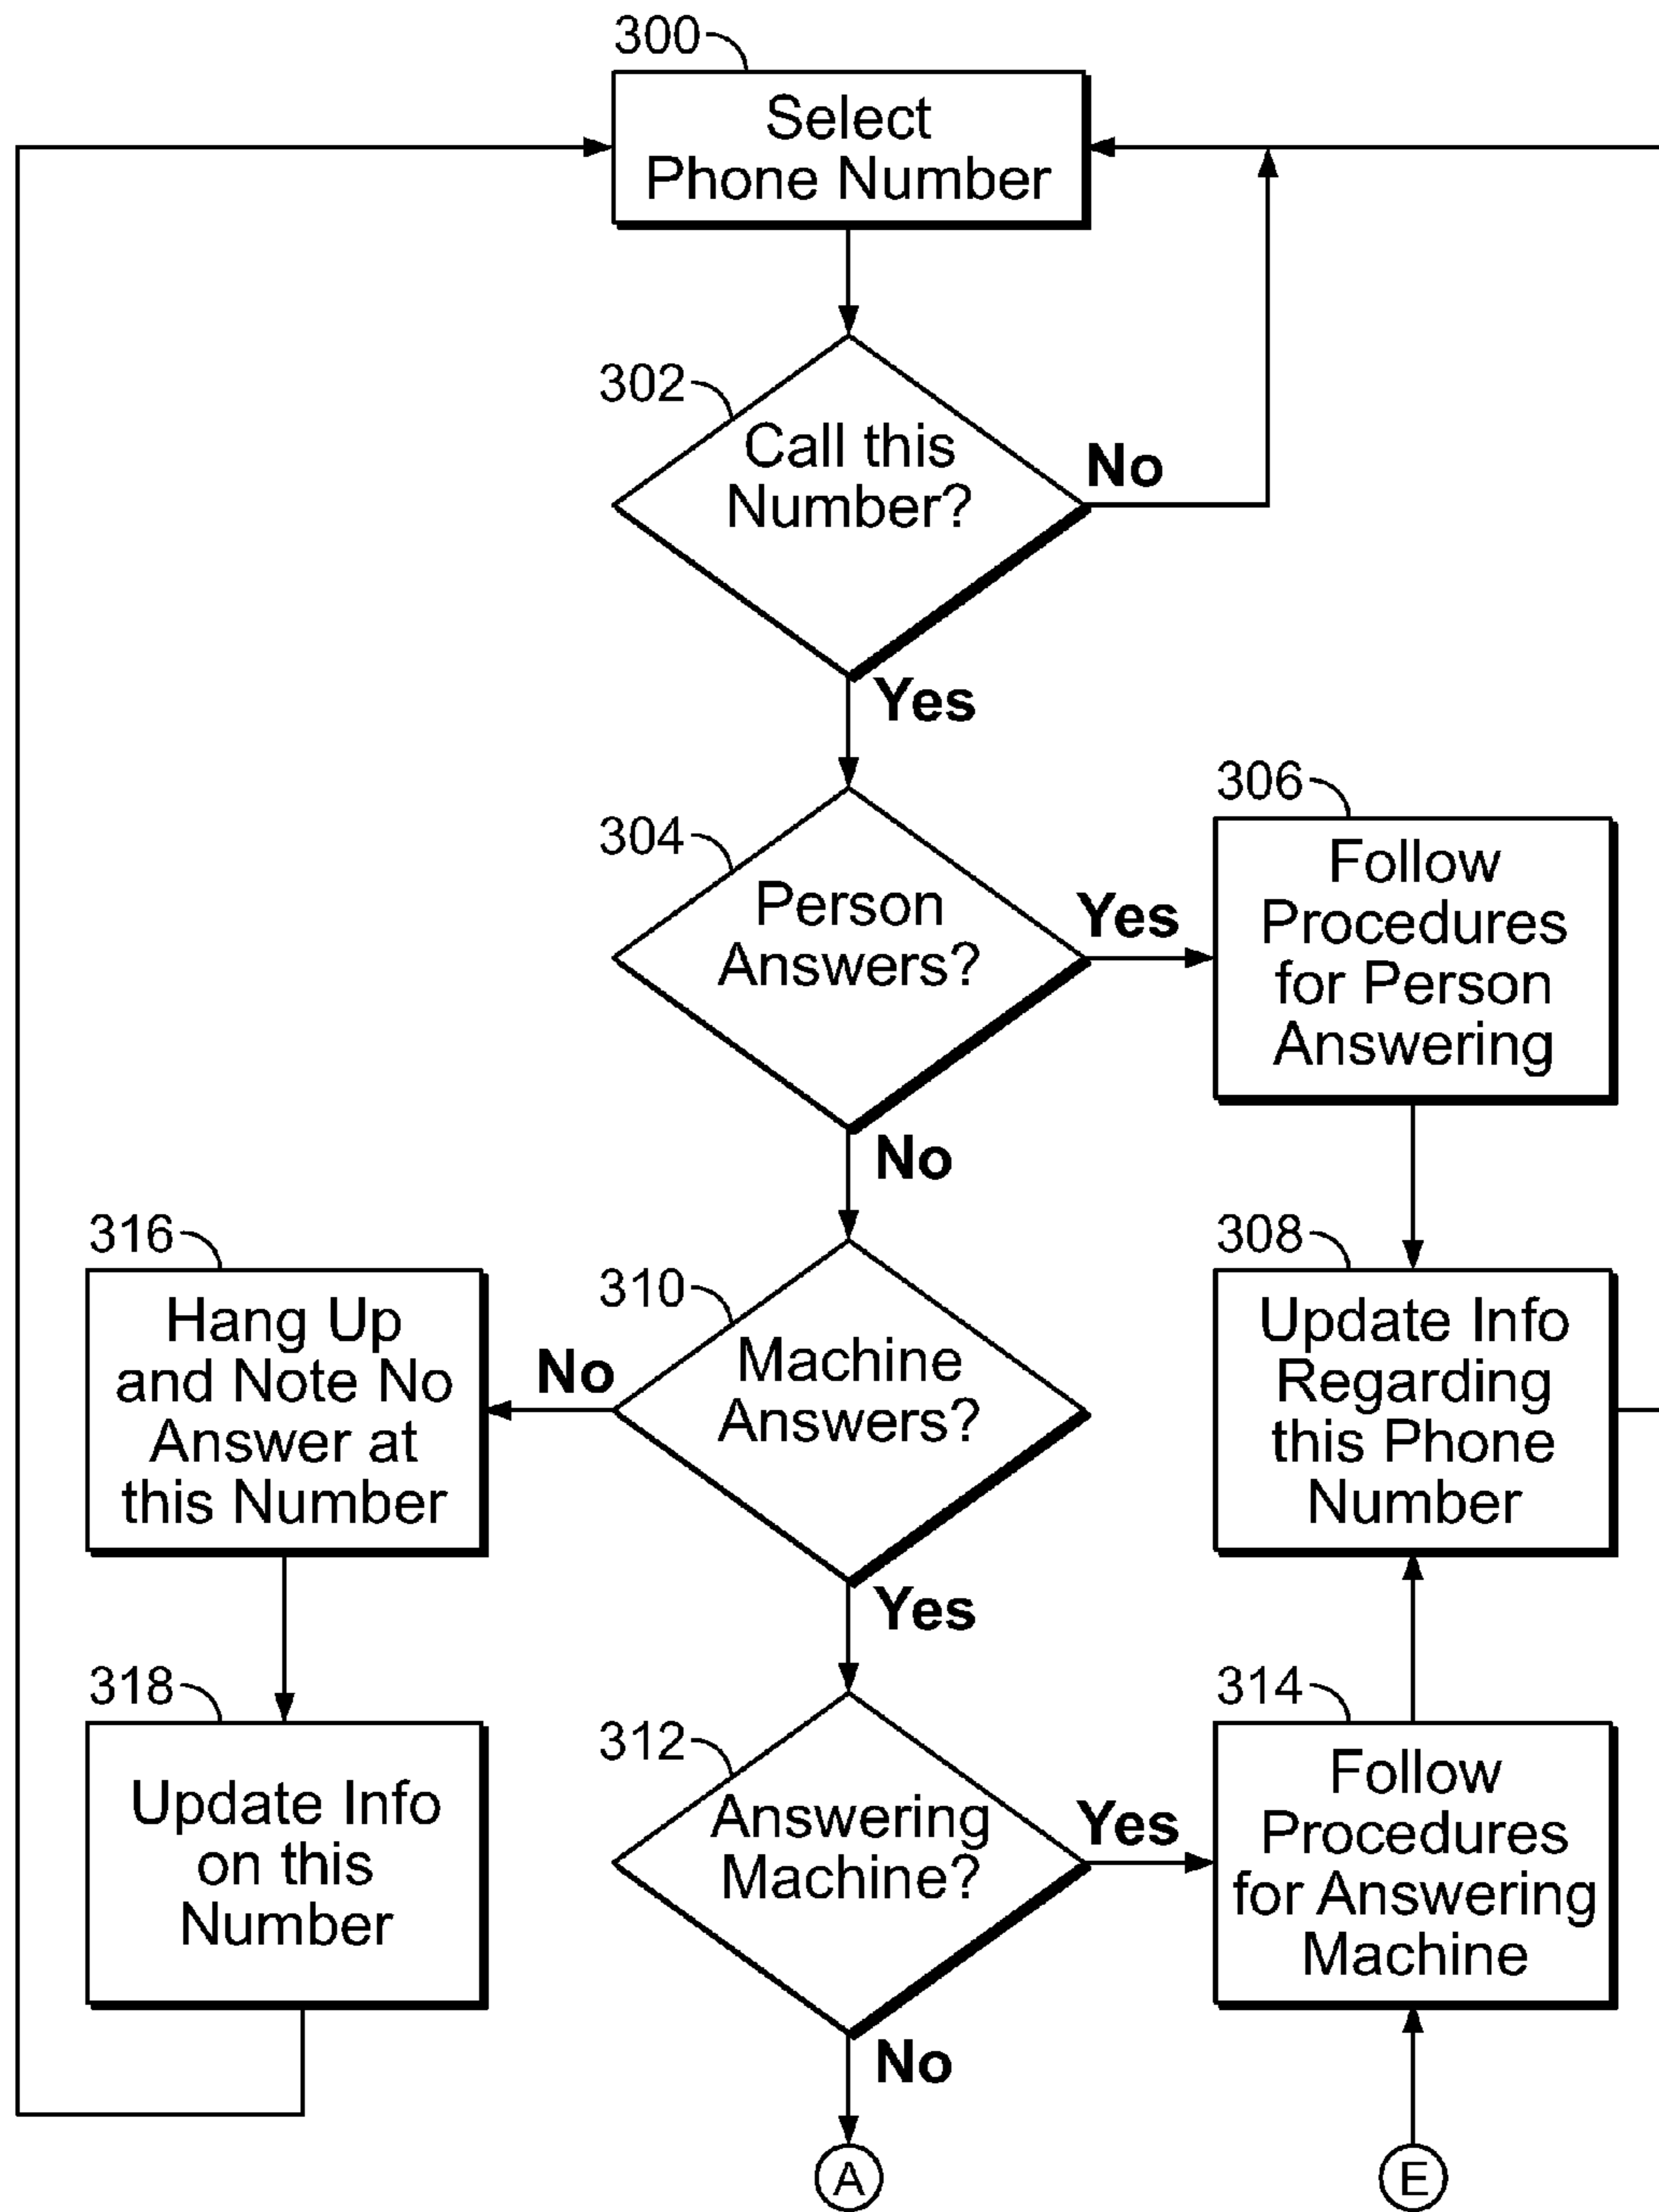 300
Select
Phone Number
302
Call this
Number?
No
Yes
304
Person
Answers?
Yes
No
306
Follow
Procedures
for Person
Answering
308
Update Info
Regarding
this Phone
Number
310
Machine
Answers?
No
Yes
316
Hang Up
and Note No
Answer at
this Number
318
Update Info
on this
Number
312
Answering
Machine?
Yes
No
314
Follow
Procedures
for Answering
Machine
A
E